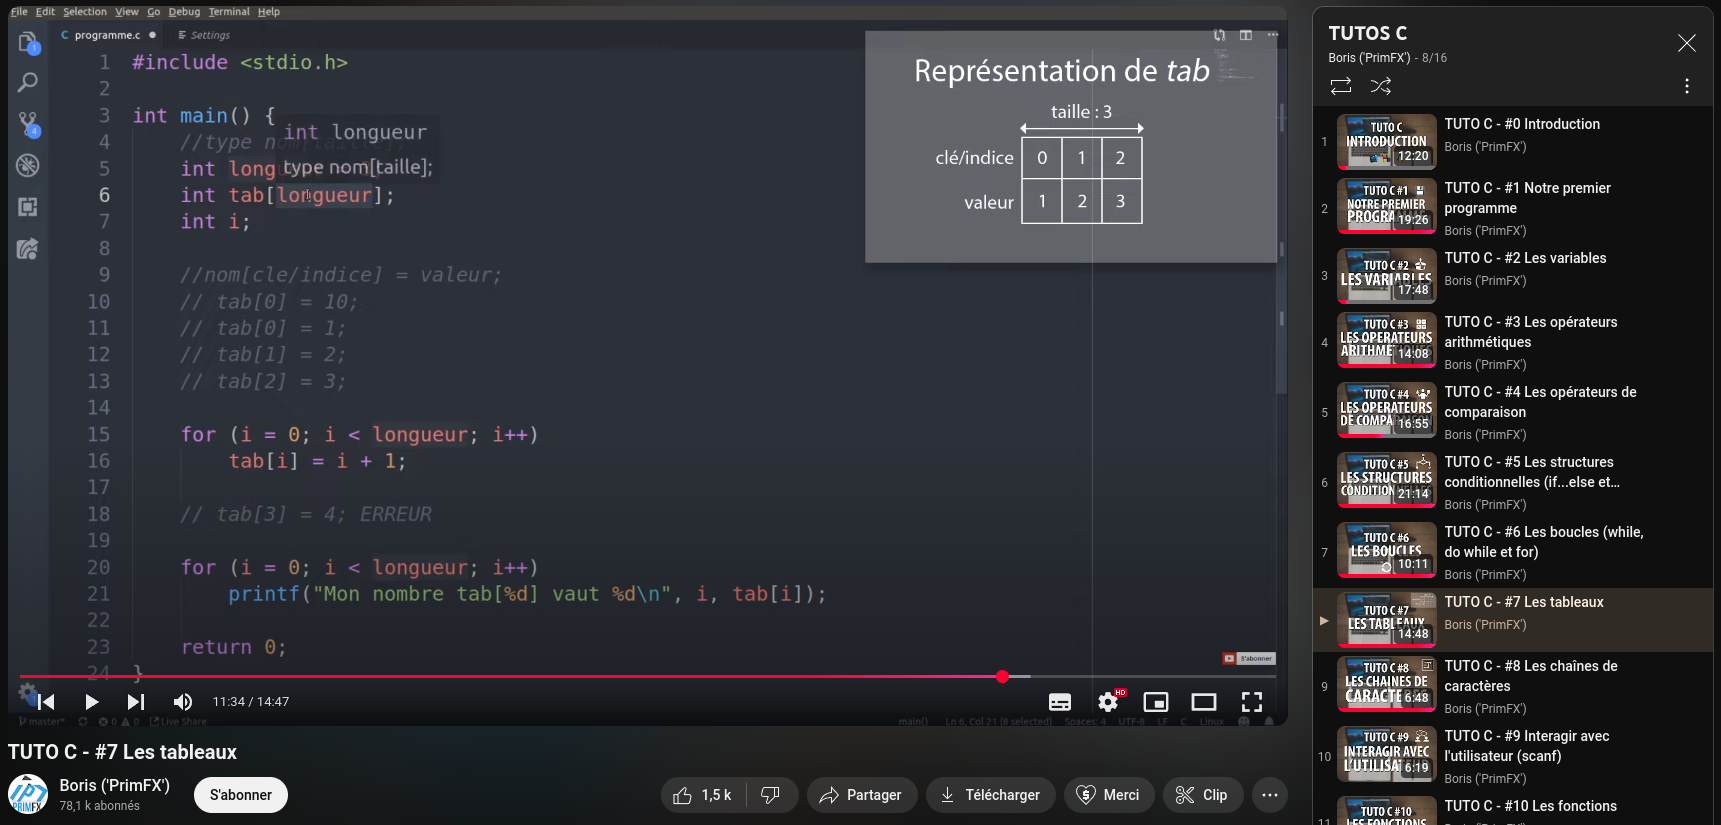 File Edit Selection View Go Debug Terminal Help
programme.c ● Settings
1 #include <stdio.h>
2
3 int main() {
4 //type nom[taille];
int longueur
type nom[taille];
5 int long
6 int tab[longueur];
7 int i;
8
9 //nom[cle/indice] = valeur;
10 // tab[0] = 10;
11 // tab[0] = 1;
12 // tab[1] = 2;
13 // tab[2] = 3;
14
15 for (i = 0; i < longueur; i++)
16 tab[i] = i + 1;
17
18 // tab[3] = 4; ERREUR
19
20 for (i = 0; i < longueur; i++)
21 printf("Mon nombre tab[%d] vaut %d\n", i, tab[i]);
22
23 return 0;
24 }
Représentation de tab
taille : 3
clé/indice 0 1 2
valeur 1 2 3
S'abonner
11:34 / 14:47
HD
master* 0 0 Live Share
main() Ln 6, Col 21 (8 selected) Spaces: 4 UTF-8 LF C Linux
TUTO C - #7 Les tableaux
Boris ('PrimFX')
78,1 k abonnés
S'abonner
1,5 k
Partager
Télécharger
Merci
Clip
TUTOS C
Boris ('PrimFX') - 8/16
1
TUTO C
INTRODUCTION
12:20
TUTO C - #0 Introduction
Boris ('PrimFX')
2
TUTO C #1
NOTRE PREMIER
19:26
TUTO C - #1 Notre premier
programme
Boris ('PrimFX')
3
TUTO C #2
LES VARIABLES
17:48
TUTO C - #2 Les variables
Boris ('PrimFX')
4
TUTO C #3
LES OPERATEURS
14:08
TUTO C - #3 Les opérateurs
arithmétiques
Boris ('PrimFX')
5
TUTO C #4
LES OPERATEURS
16:55
TUTO C - #4 Les opérateurs de
comparaison
Boris ('PrimFX')
6
TUTO C #5
LES STRUCTURES
21:14
TUTO C - #5 Les structures
conditionnelles (if...else et...
Boris ('PrimFX')
7
TUTO C #6
LES BOUCLES
10:11
TUTO C - #6 Les boucles (while,
do while et for)
Boris ('PrimFX')
TUTO C #7
LES TABLEAUX
14:48
TUTO C - #7 Les tableaux
Boris ('PrimFX')
9
TUTO C #8
LES CHAINES DE
6:48
TUTO C - #8 Les chaînes de
caractères
Boris ('PrimFX')
10
TUTO C #9
INTERAGIR AVEC
6:19
TUTO C - #9 Interagir avec
l'utilisateur (scanf)
Boris ('PrimFX')
TUTO C #10
TUTO C - #10 Les fonctions